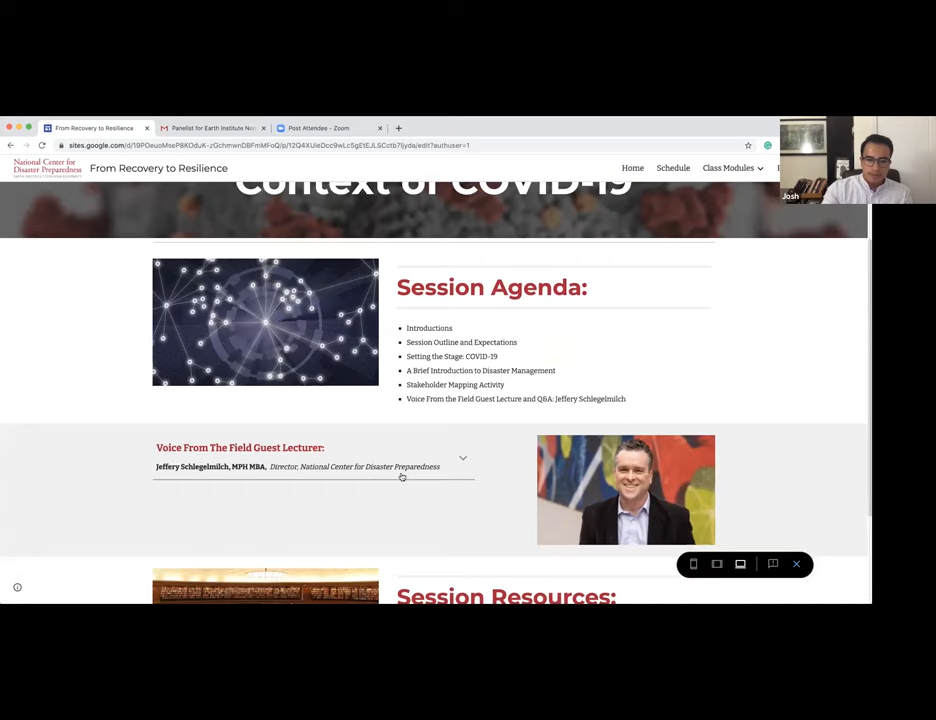 From Recovery to Resilience
Panelist for Earth Institute Nor
Post Attendee - Zoom
National Center for
Disaster Preparedness
From Recovery to Resilience
Home
Schedule
Class Modules
Josh
Context of COVID-19
Session Agenda:
Introductions
Session Outline and Expectations
Setting the Stage: COVID-19
A Brief Introduction to Disaster Management
Stakeholder Mapping Activity
Voice From the Field Guest Lecture and Q&A: Jeffery Schlegelmilch
Voice From The Field Guest Lecturer:
Jeffery Schlegelmilch, MPH MBA, Director, National Center for Disaster Preparedness
Session Resources: